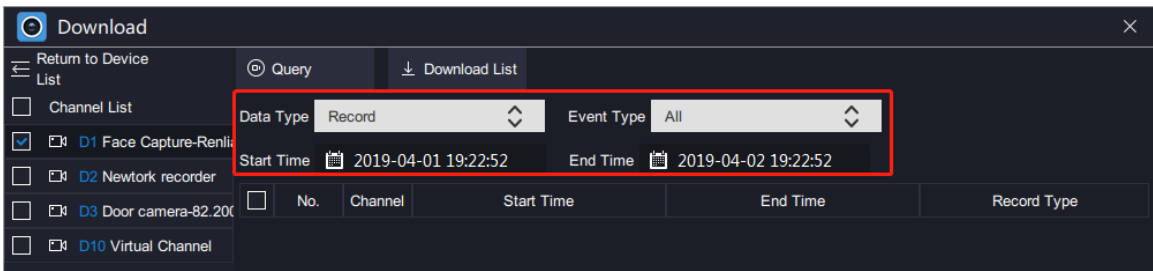 Download
Return to Device
List
Query
Download List
Channel List
Data Type Record Event Type All
D1 Face Capture-Renlia
Start Time 2019-04-01 19:22:52 End Time 2019-04-02 19:22:52
D2 Newtork recorder
No. Channel Start Time End Time Record Type
D3 Door camera-82.200
D10 Virtual Channel